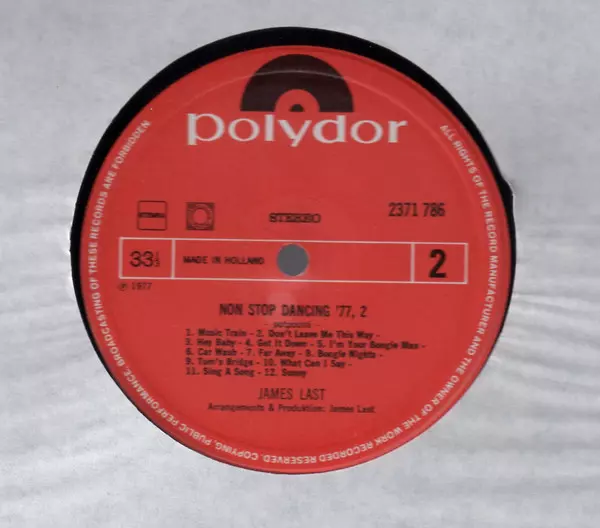 polydor
STEREO
STEREO 2371 786
33 1/3 MADE IN HOLLAND 2
℗ 1977
NON STOP DANCING '77, 2
- potpourri -
1. Music Train - 2. Don't Leave Me This Way -
3. Hey Baby - 4. Get It Down - 5. I'm Your Boogie Man -
6. Car Wash - 7. Far Away - 8. Boogie Nights -
9. Tom's Bridge - 10. What Can I Say -
11. Sing A Song - 12. Sunny
JAMES LAST
Arrangements & Produktion: James Last
ALL RIGHTS OF THE RECORD MANUFACTURER AND THE OWNER OF THE WORK RECORDED RESERVED. COPYING, PUBLIC PERFORMANCE, BROADCASTING OF THESE RECORDS ARE FORBIDDEN